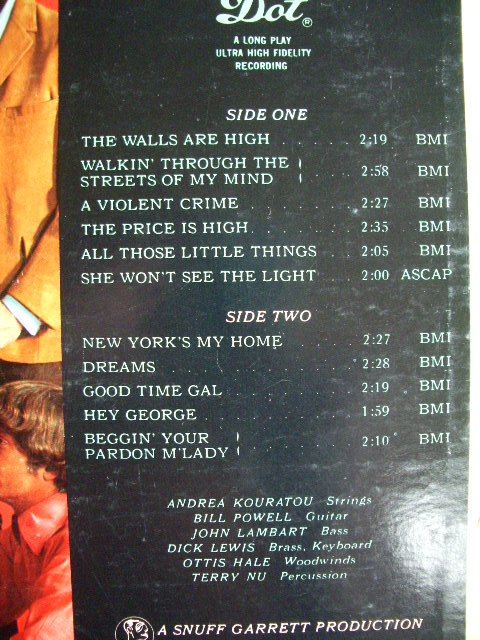 Dot®
A LONG PLAY
ULTRA HIGH FIDELITY
RECORDING
SIDE ONE
THE WALLS ARE HIGH . . . . . 2:19 BMI
WALKIN' THROUGH THE
STREETS OF MY MIND . . . 2:58 BMI
A VIOLENT CRIME . . . . . . . 2:27 BMI
THE PRICE IS HIGH . . . . . . 2:35 BMI
ALL THOSE LITTLE THINGS . . . 2:05 BMI
SHE WON'T SEE THE LIGHT . . . 2:00 ASCAP
SIDE TWO
NEW YORK'S MY HOME . . . . . 2:27 BMI
DREAMS . . . . . . . . . . . 2:28 BMI
GOOD TIME GAL . . . . . . . . 2:19 BMI
HEY GEORGE . . . . . . . . . 1:59 BMI
BEGGIN' YOUR
PARDON M'LADY . . . . . . . 2:10 BMI
ANDREA KOURATOU Strings
BILL POWELL Guitar
JOHN LAMBART Bass
DICK LEWIS Brass, Keyboard
OTTIS HALE Woodwinds
TERRY NU Percussion
A SNUFF GARRETT PRODUCTION